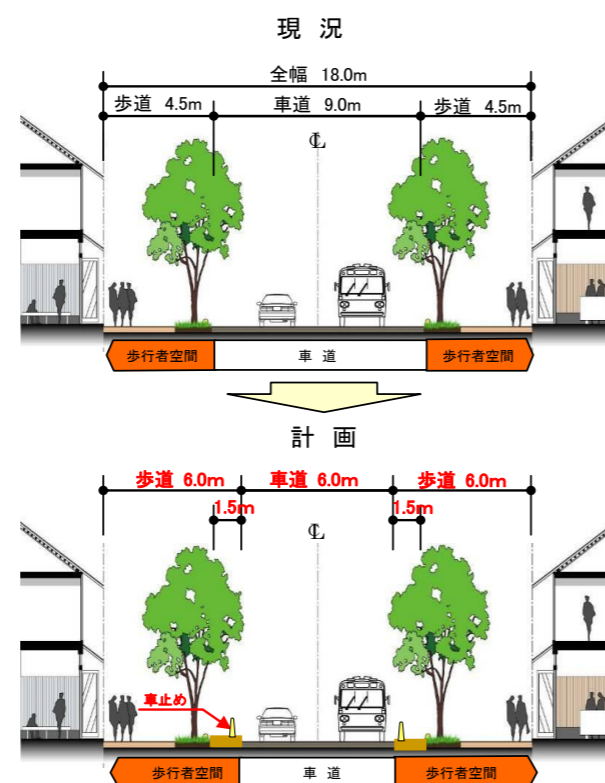 現 況
全幅 18.0m
歩道 4.5m 車道 9.0m 歩道 4.5m
℄
歩行者空間 車 道 歩行者空間
計 画
歩道 6.0m 車道 6.0m 歩道 6.0m
1.5m 1.5m
℄
車止め
歩行者空間 車 道 歩行者空間